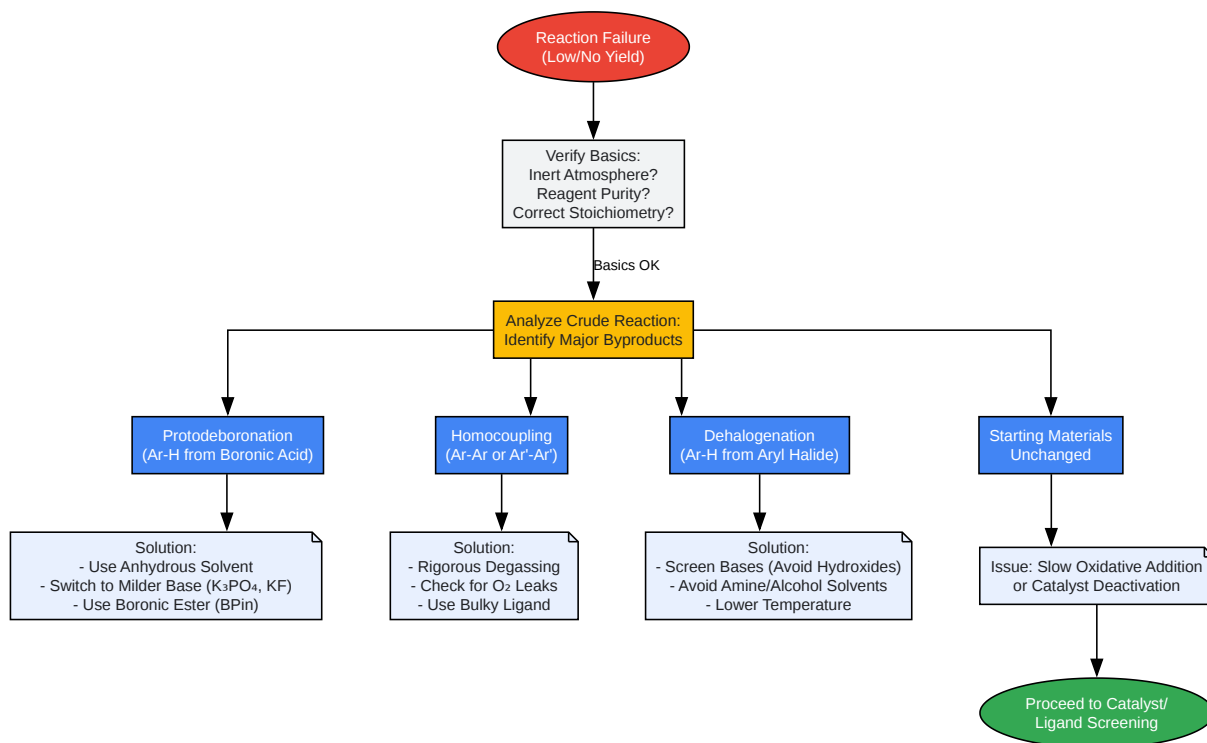 Reaction Failure
(Low/No Yield)
Verify Basics:
Inert Atmosphere?
Reagent Purity?
Correct Stoichiometry?
Basics OK
Analyze Crude Reaction:
Identify Major Byproducts
Protodeboronation
(Ar-H from Boronic Acid)
Homocoupling
(Ar-Ar or Ar'-Ar')
Dehalogenation
(Ar-H from Aryl Halide)
Starting Materials
Unchanged
Solution:
- Use Anhydrous Solvent
- Switch to Milder Base (K₃PO₄, KF)
- Use Boronic Ester (BPin)
Solution:
- Rigorous Degassing
- Check for O₂ Leaks
- Use Bulky Ligand
Solution:
- Screen Bases (Avoid Hydroxides)
- Avoid Amine/Alcohol Solvents
- Lower Temperature
Issue: Slow Oxidative Addition
or Catalyst Deactivation
Proceed to Catalyst/
Ligand Screening